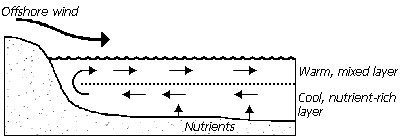 Offshore wind
Warm, mixed layer
Cool, nutrient-rich
layer
Nutrients